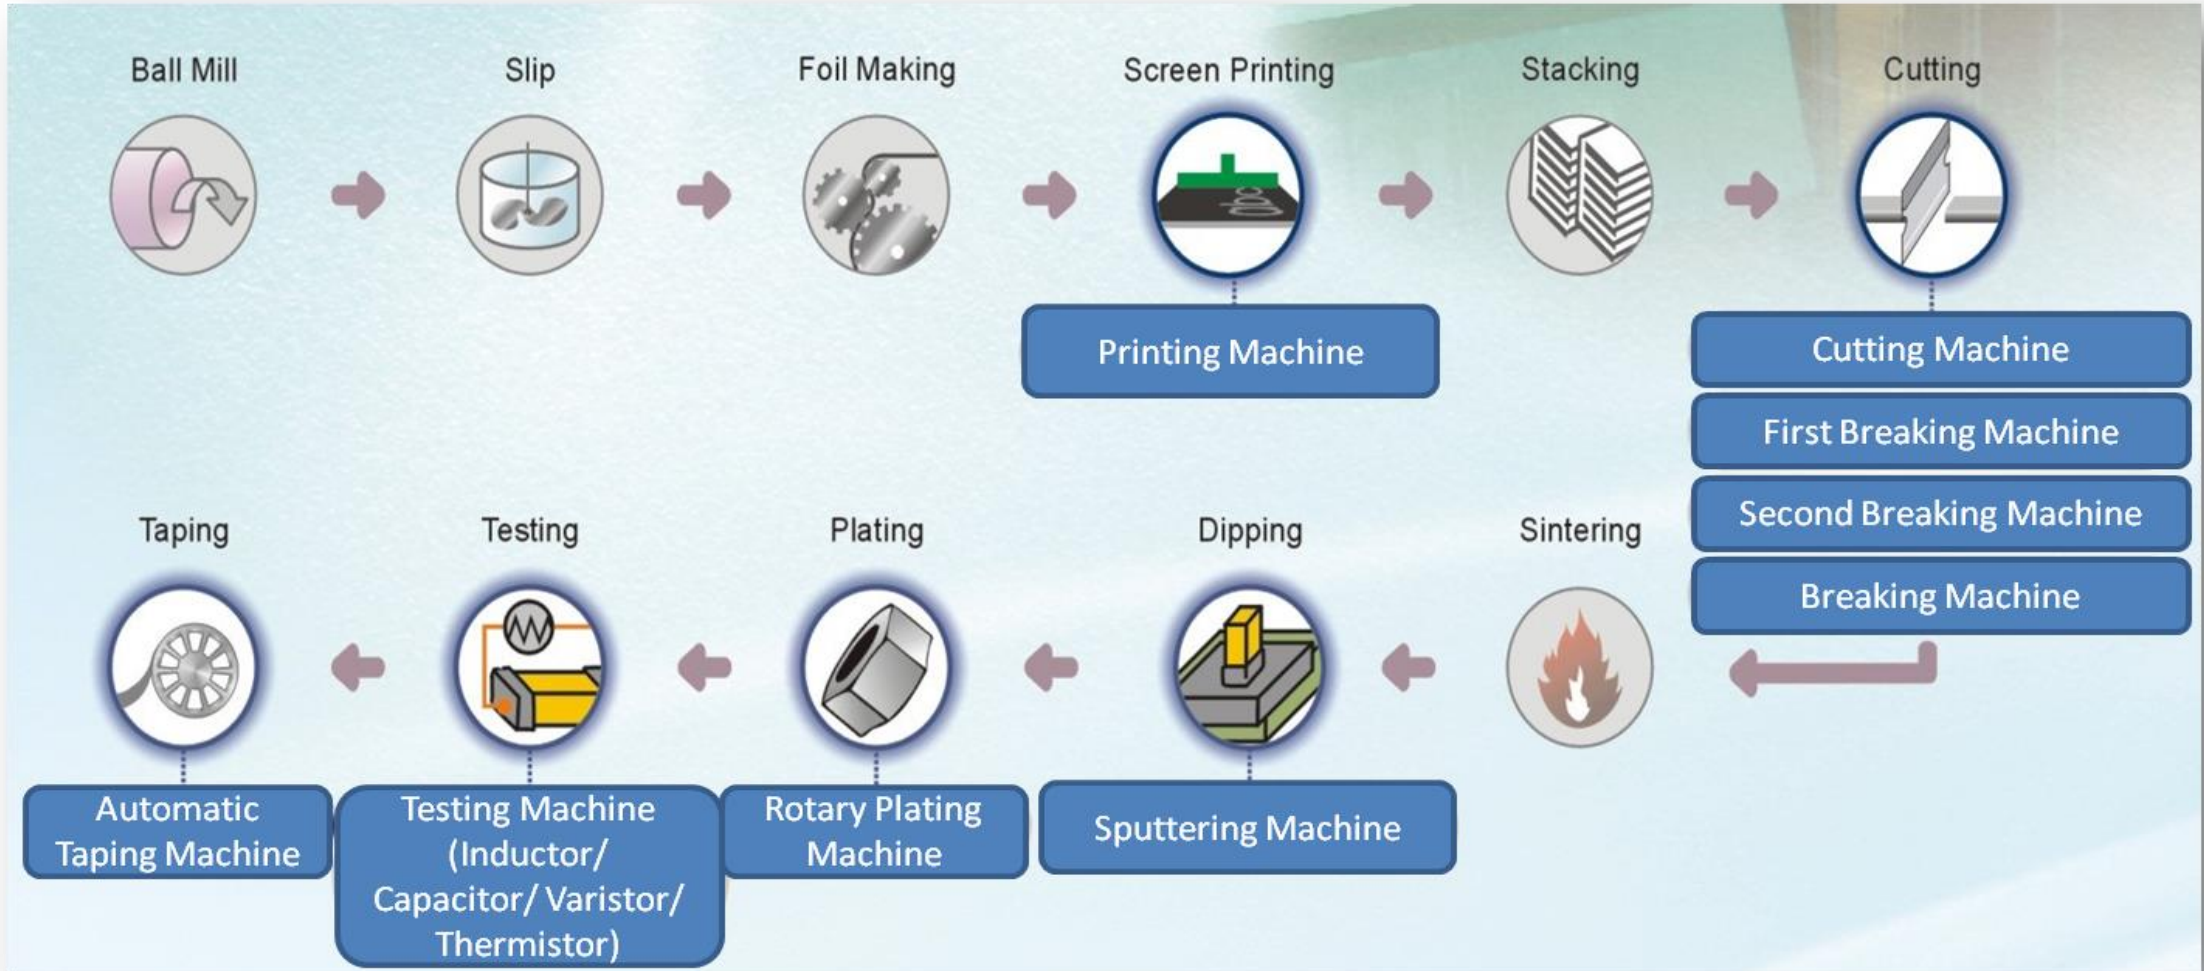 Ball Mill
Slip
Foil Making
Screen Printing
Stacking
Cutting
abc
Printing Machine
Cutting Machine
First Breaking Machine
Second Breaking Machine
Breaking Machine
Taping
Testing
Plating
Dipping
Sintering
Automatic
Taping Machine
Testing Machine
(Inductor/
Capacitor/ Varistor/
Thermistor)
Rotary Plating
Machine
Sputtering Machine